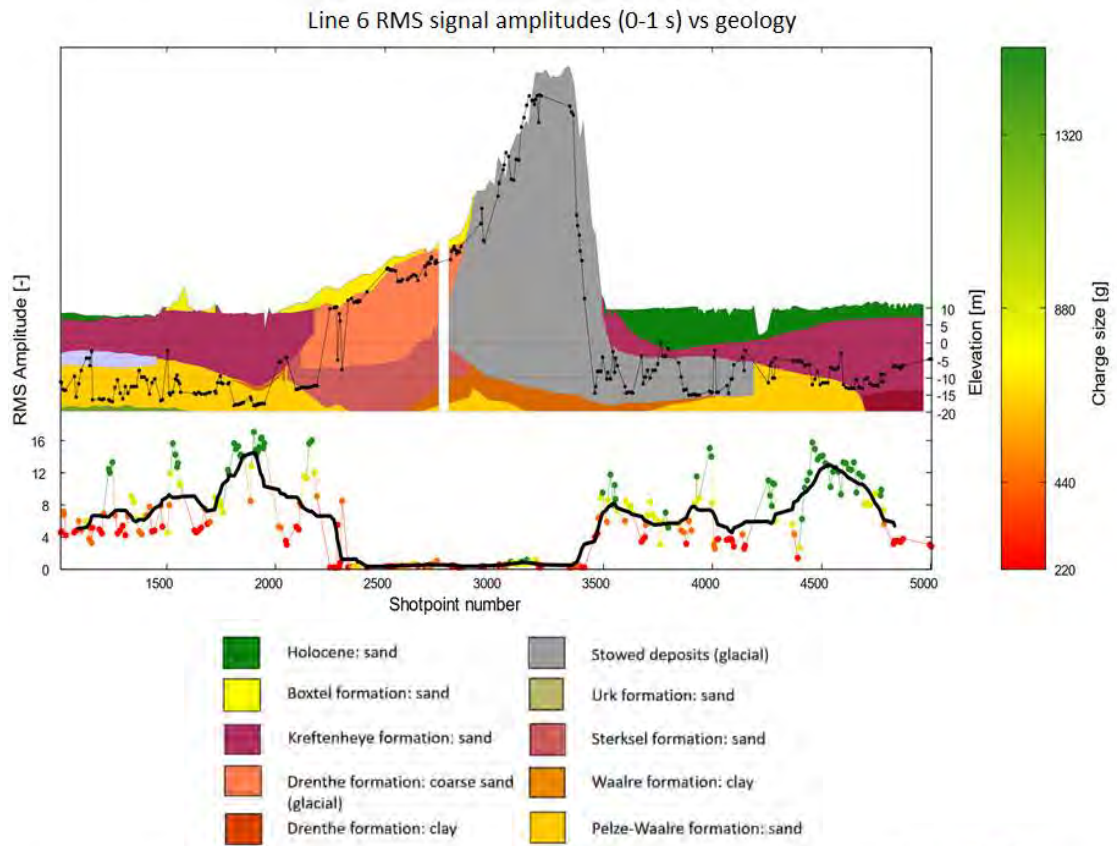 Line 6 RMS signal amplitudes (0-1 s) vs geology
RMS Amplitude [-]
16
12
8
4
0
10
5
0
-5
-10
-15
-20
Elevation [m]
1500
2000
2500
3000
3500
4000
4500
5000
Shotpoint number
1320
880
440
220
Charge size [g]
Holocene: sand
Boxtel formation: sand
Kreftenheye formation: sand
Drenthe formation: coarse sand
(glacial)
Drenthe formation: clay
Stowed deposits (glacial)
Urk formation: sand
Sterksel formation: sand
Waalre formation: clay
Pelze-Waalre formation: sand